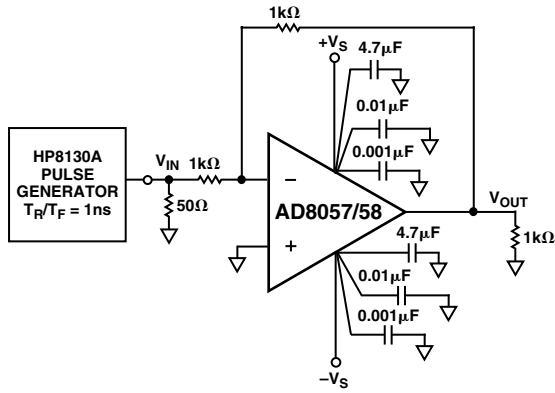 1kΩ
+VS
4.7µF
0.01µF
0.001µF
HP8130A
PULSE
GENERATOR
TR/TF = 1ns
VIN
1kΩ
50Ω
–
+
AD8057/58
VOUT
1kΩ
4.7µF
0.01µF
0.001µF
–VS